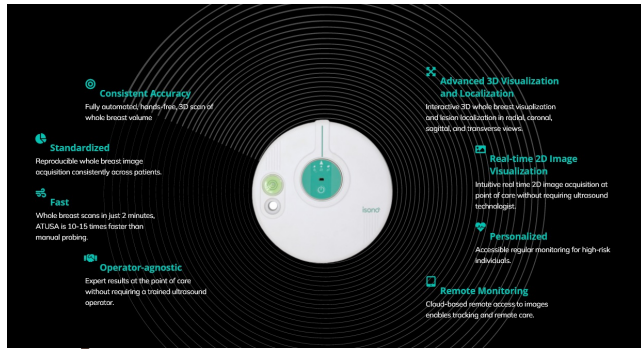 Consistent Accuracy
Fully automated, hands-free, 3D scan of
whole breast volume
Standardized
Reproducible whole breast image
acquisition consistently across patients.
Fast
Whole breast scans in just 2 minutes,
ATUSA is 10-15 times faster than
manual probing.
Operator-agnostic
Expert results at the point of care
without requiring a trained ultrasound
operator.
isono
Advanced 3D Visualization
and Localization
Interactive 3D whole breast visualization
and lesion localization in radial, coronal,
sagittal, and transverse views.
Real-time 2D Image
Visualization
Intuitive real time 2D image acquisition at
point of care without requiring ultrasound
technologist.
Personalized
Accessible regular monitoring for high-risk
individuals.
Remote Monitoring
Cloud-based remote access to images
enables tracking and remote care.